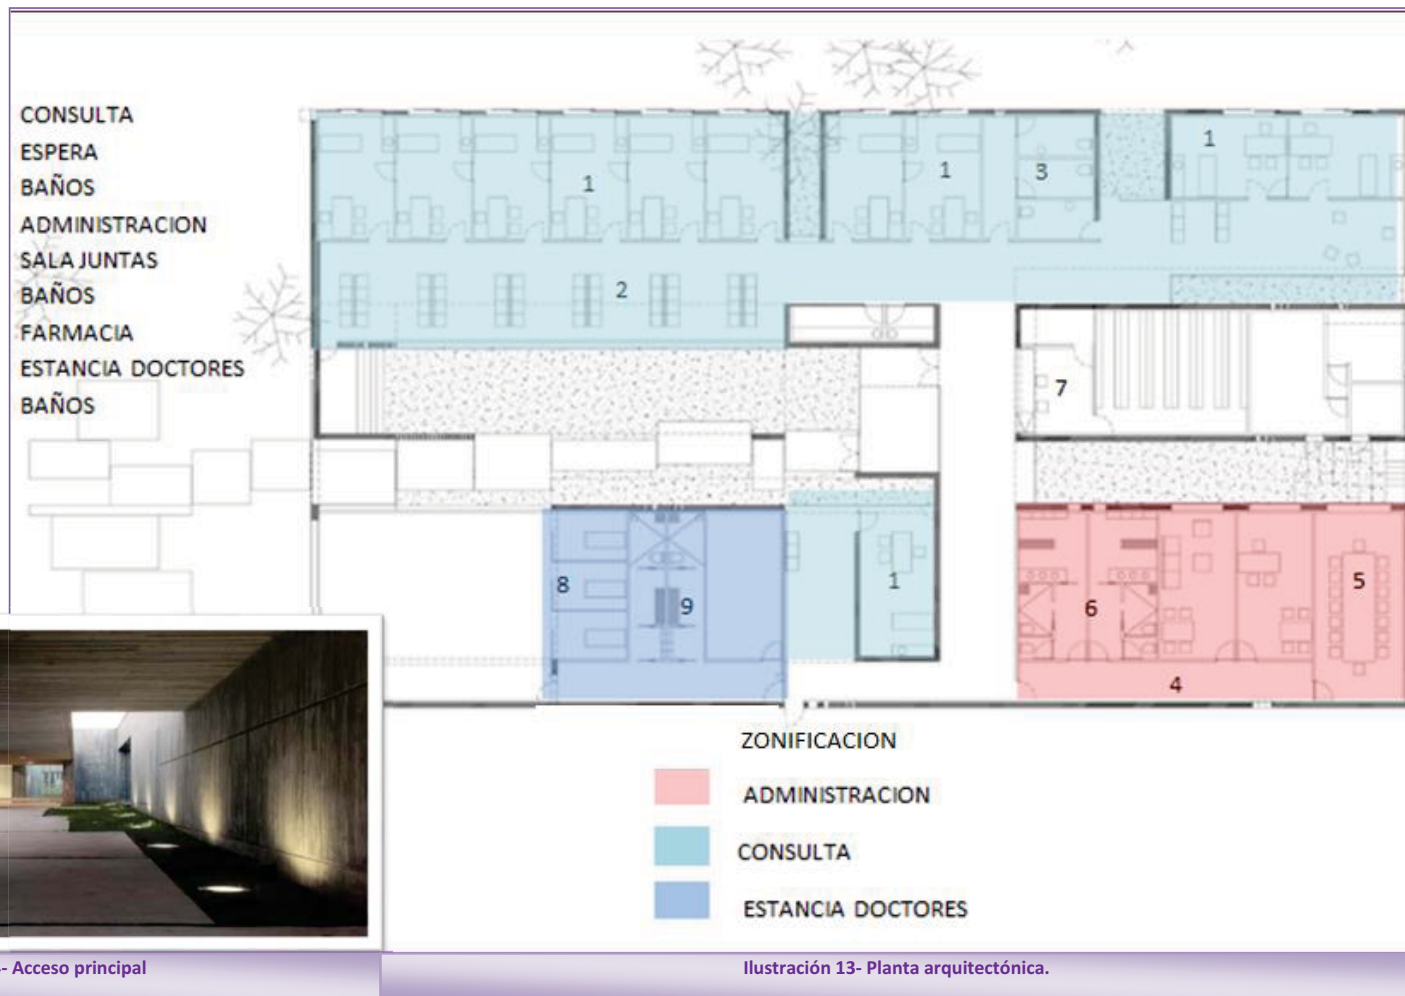 CONSULTA
ESPERA
BAÑOS
ADMINISTRACION
SALA JUNTAS
BAÑOS
FARMACIA
ESTANCIA DOCTORES
BAÑOS
1
1
3
1
2
7
8
9
1
6
5
4
ZONIFICACION
ADMINISTRACION
CONSULTA
ESTANCIA DOCTORES
- Acceso principal
Ilustración 13- Planta arquitectónica.